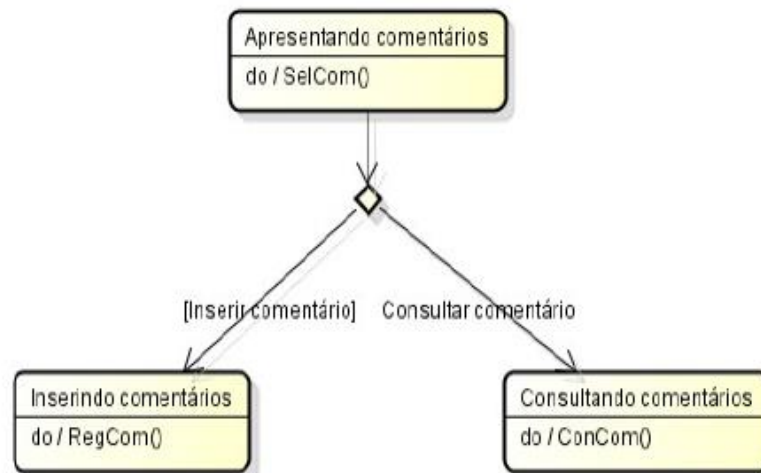 Apresentando comentários
do / SelCom()
[Inserir comentário]
Consultar comentário
Inserindo comentários
do / RegCom()
Consultando comentários
do / ConCom()